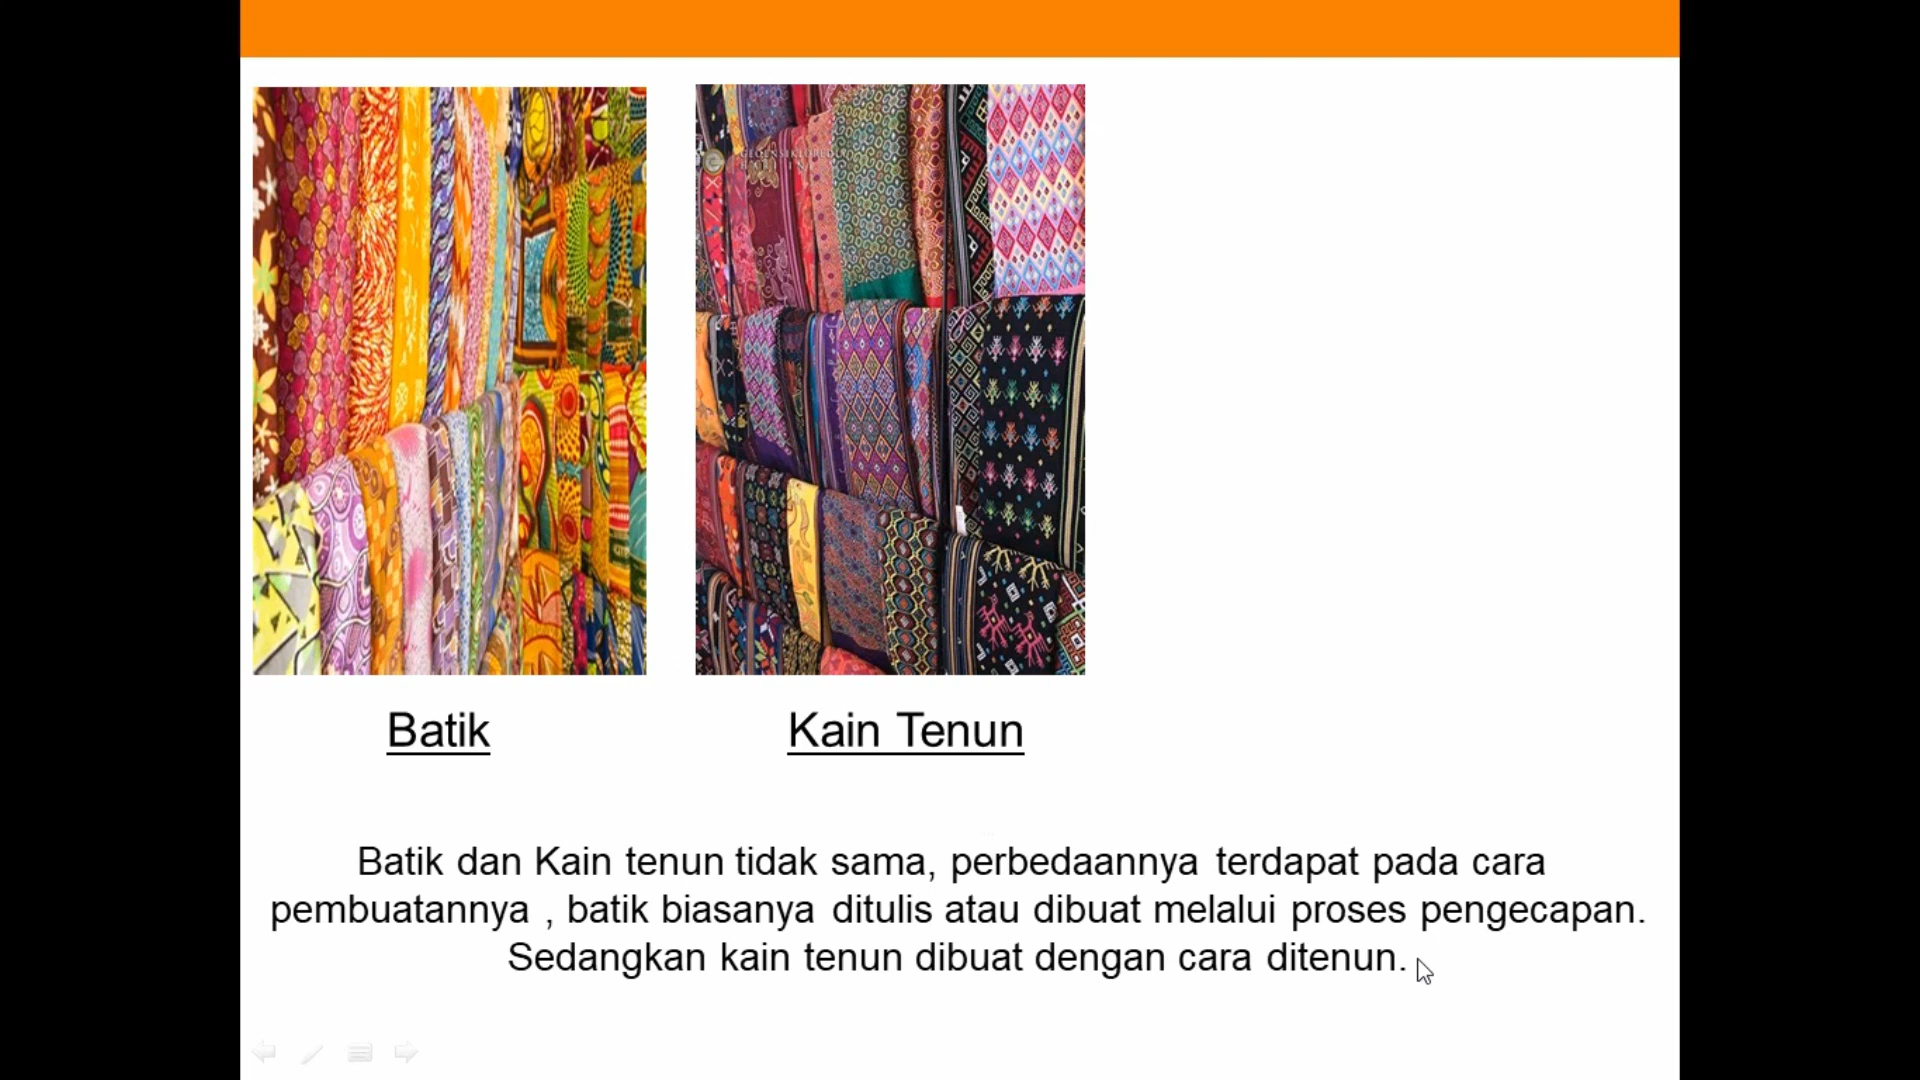 Batik
Kain Tenun
Batik dan Kain tenun tidak sama, perbedaannya terdapat pada cara
pembuatannya , batik biasanya ditulis atau dibuat melalui proses pengecapan.
Sedangkan kain tenun dibuat dengan cara ditenun.